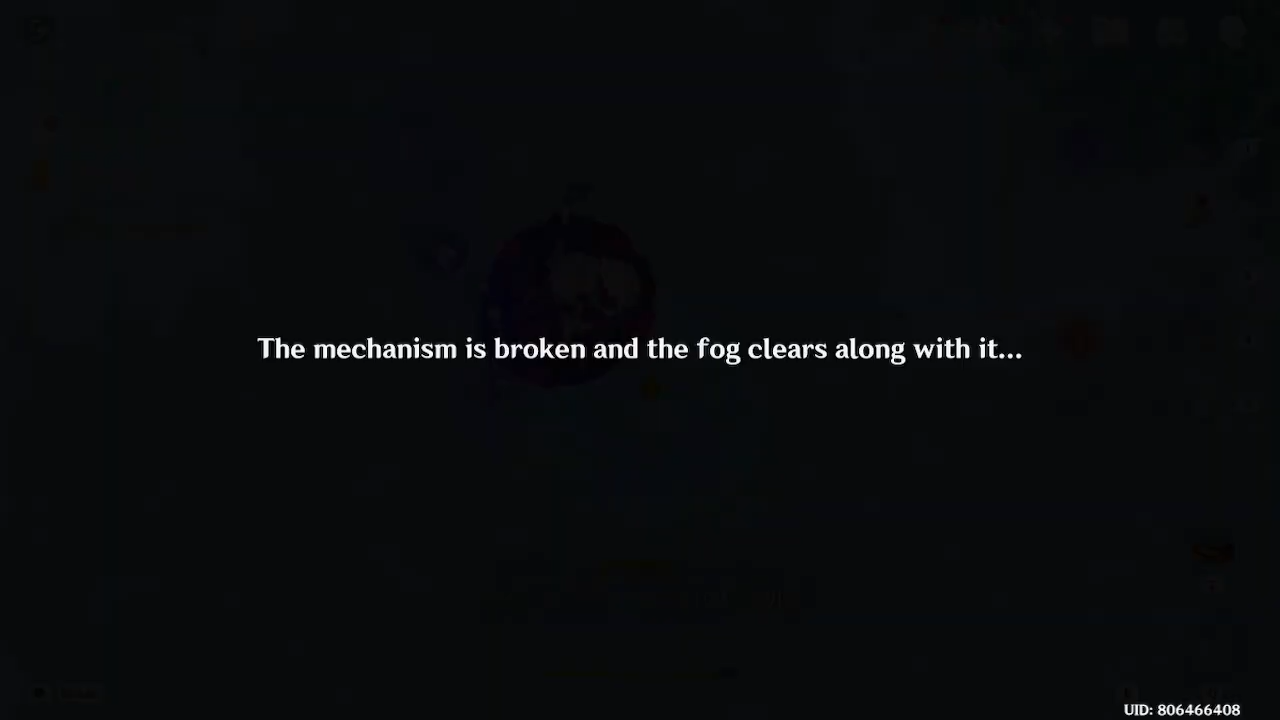 The mechanism is broken and the fog clears along with it...
UID: 806466408